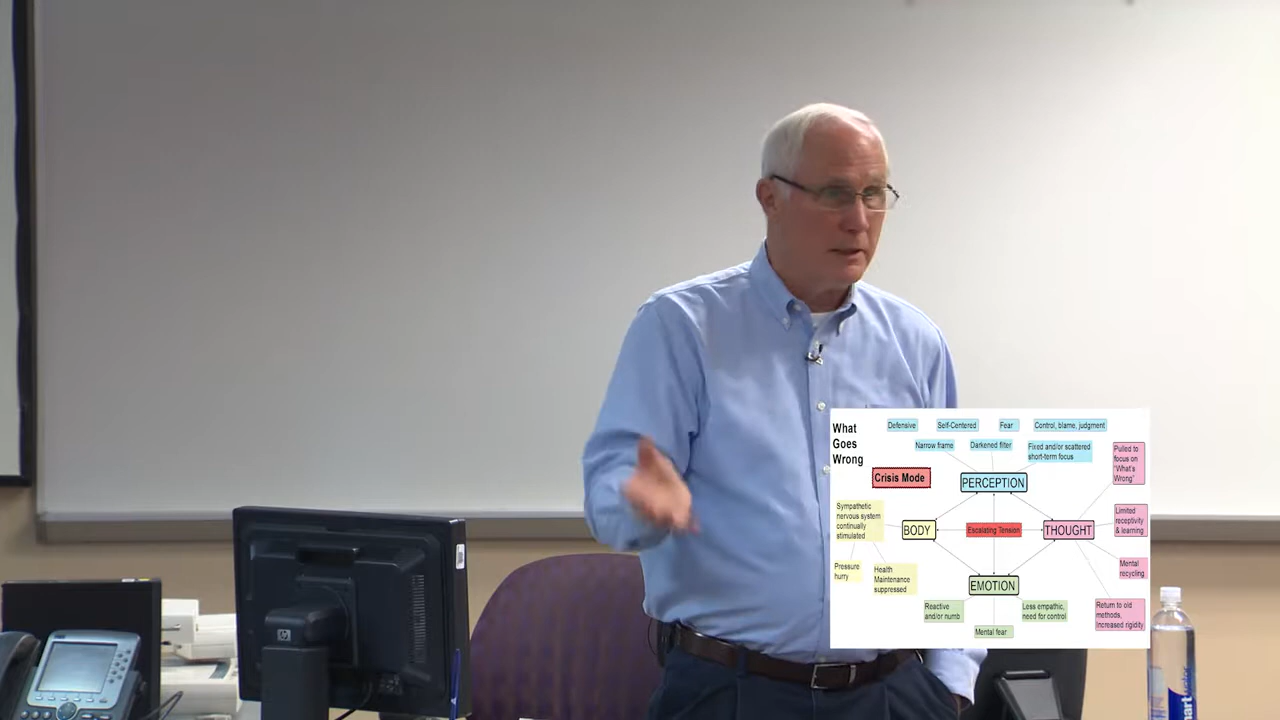 What
Goes
Wrong
Defensive
Self-Centered
Fear
Control, blame, judgment
Narrow frame
Darkened filter
Fixed and/or scattered
short-term focus
Pulled to
focus on
"What's
Wrong"
Crisis Mode
PERCEPTION
Sympathetic
nervous system
continually
stimulated
BODY
Escalating Tension
THOUGHT
Limited
receptivity
& learning
Pressure
hurry
Health
Maintenance
suppressed
EMOTION
Mental
recycling
Reactive
and/or numb
Less empathic,
need for control
Return to old
methods,
Increased rigidity
Mental fear
hp